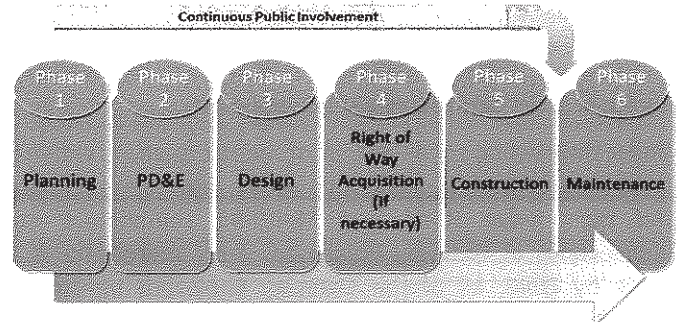 Continuous Public Involvement
Phase
1
Planning
Phase
2
PD&E
Phase
3
Design
Phase
4
Right of
Way
Acquisition
(if
necessary)
Phase
5
Construction
Phase
6
Maintenance